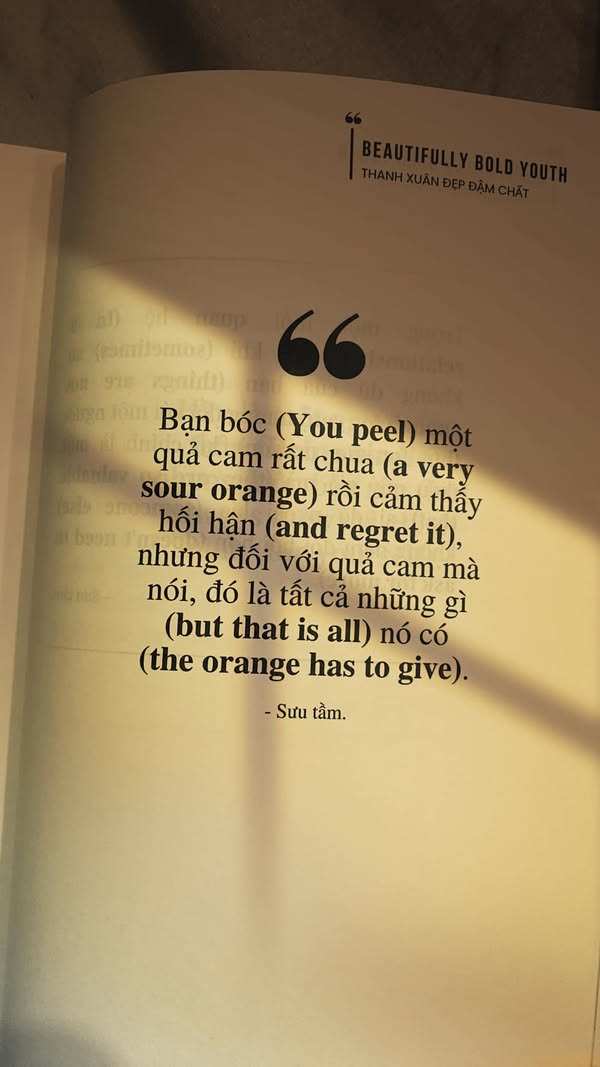 BEAUTIFULLY BOLD YOUTH
THANH XUÂN ĐẸP ĐẬM CHẤT
Bạn bóc (You peel) một
quả cam rất chua (a very
sour orange) rồi cảm thấy
hối hận (and regret it),
nhưng đối với quả cam mà
nói, đó là tất cả những gì
(but that is all) nó có
(the orange has to give).
- Sưu tầm.